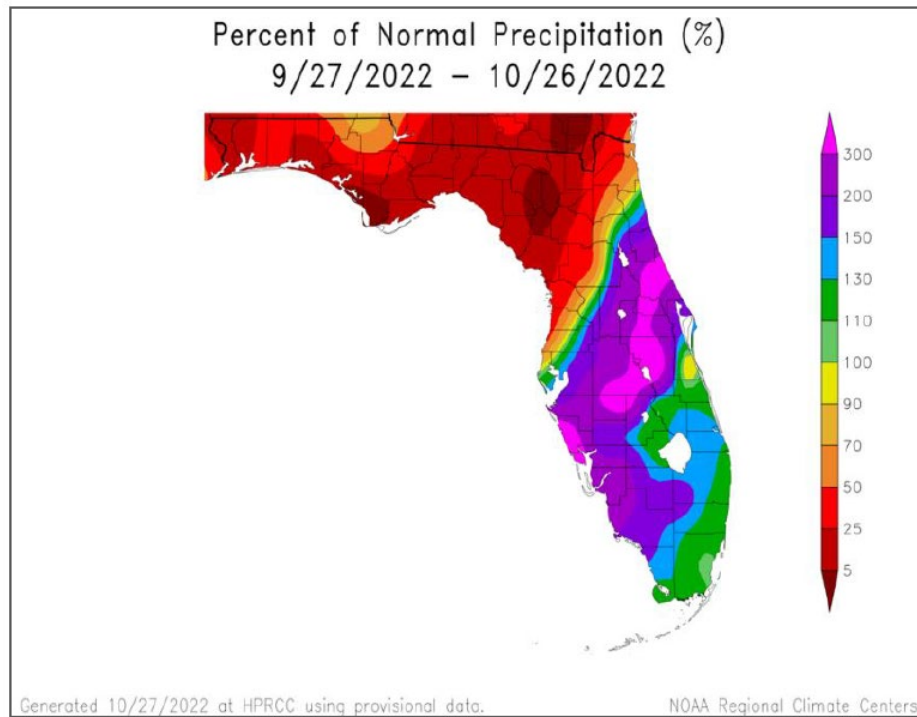 Percent of Normal Precipitation (%)
9/27/2022 – 10/26/2022
300
200
150
130
110
100
90
70
50
25
5
Generated 10/27/2022 at HPRCC using provisional data.
NOAA Regional Climate Centers